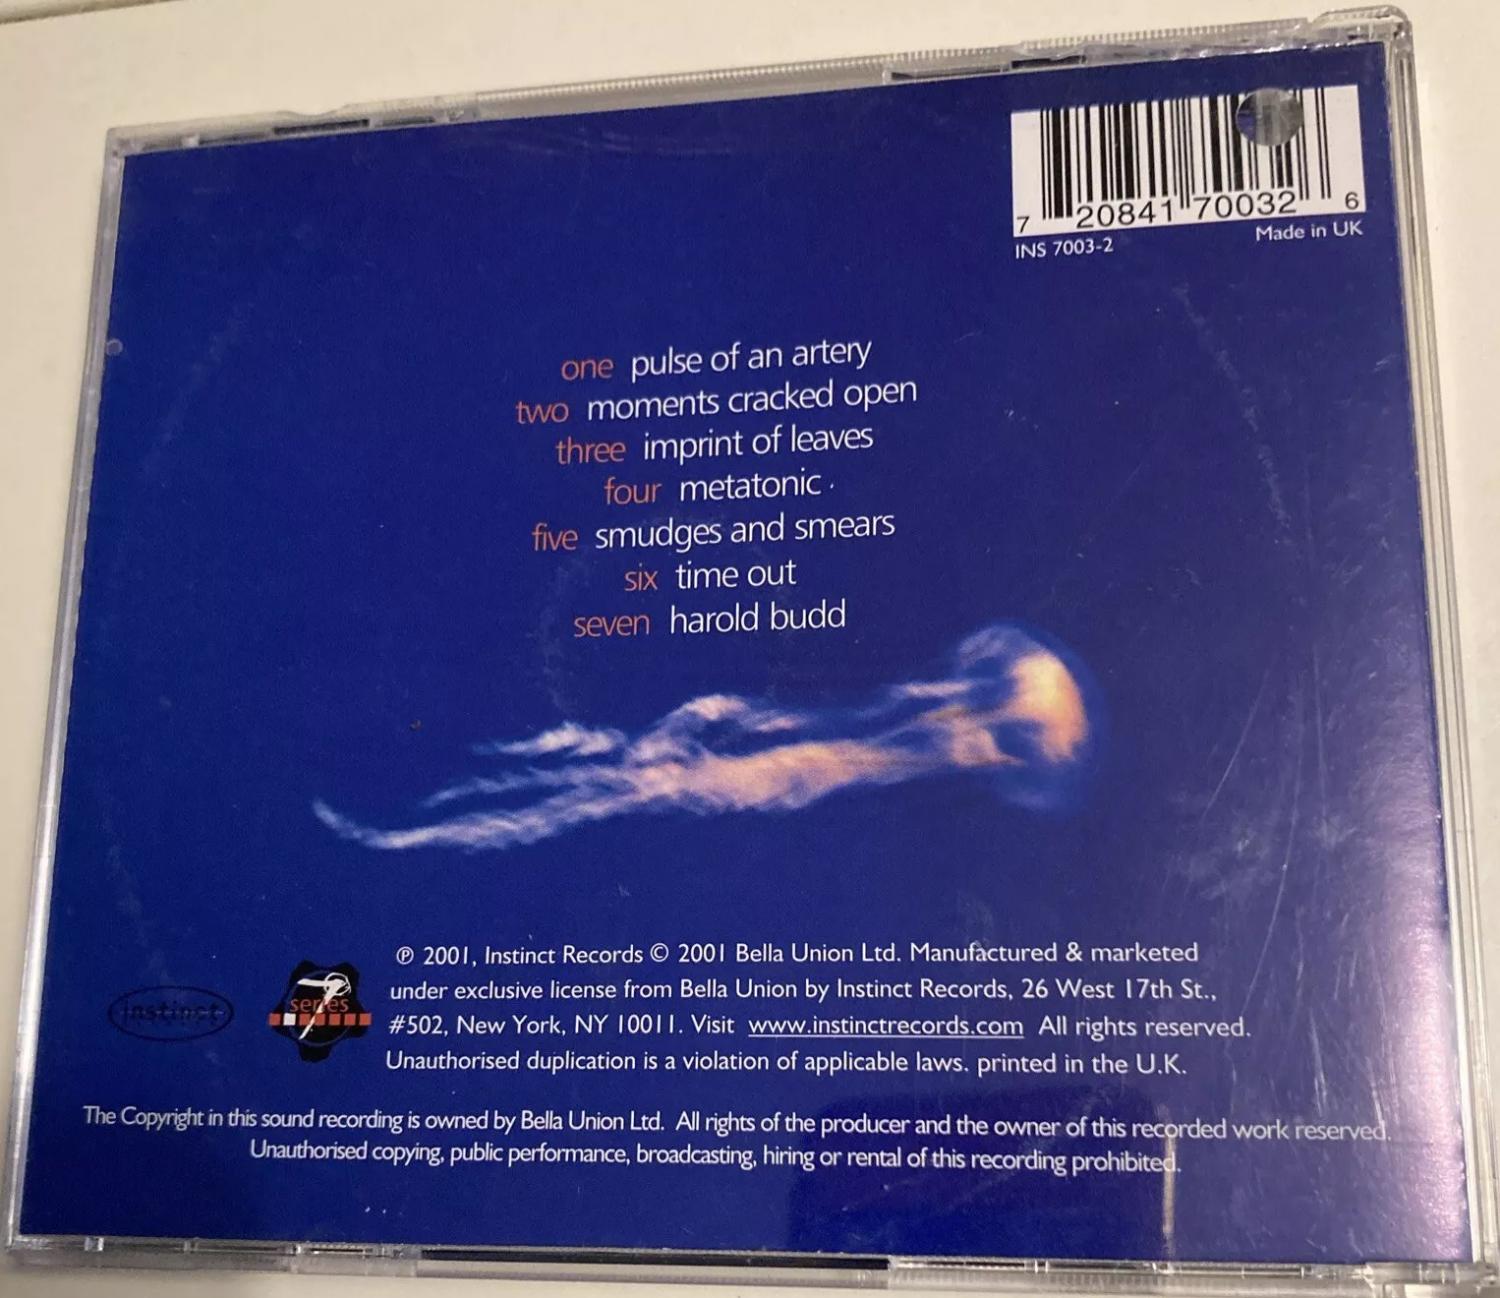 7 20841 70032 6
INS 7003-2 Made in UK
one pulse of an artery
two moments cracked open
three imprint of leaves
four metatonic
five smudges and smears
six time out
seven harold budd
℗ 2001, Instinct Records © 2001 Bella Union Ltd. Manufactured & marketed
under exclusive license from Bella Union by Instinct Records, 26 West 17th St.,
#502, New York, NY 10011. Visit www.instinctrecords.com All rights reserved.
Unauthorised duplication is a violation of applicable laws. printed in the U.K.
instinct
7 series
The Copyright in this sound recording is owned by Bella Union Ltd. All rights of the producer and the owner of this recorded work reserved.
Unauthorised copying, public performance, broadcasting, hiring or rental of this recording prohibited.